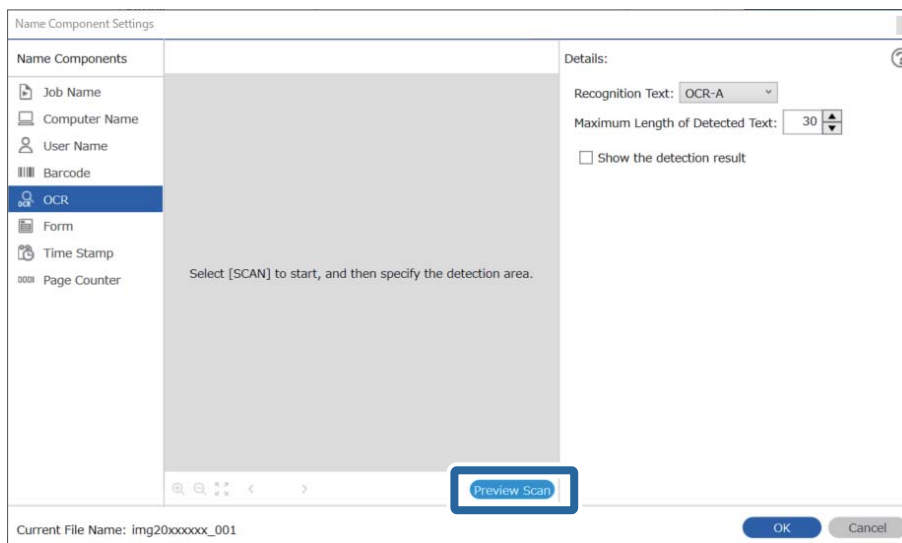 Name Component Settings
Name Components
Job Name
Computer Name
User Name
Barcode
OCR
OCR
Form
Time Stamp
0001 Page Counter
Select [SCAN] to start, and then specify the detection area.
Preview Scan
Details:
?
Recognition Text: OCR-A
Maximum Length of Detected Text: 30
Show the detection result
Current File Name: img20xxxxxx_001
OK
Cancel